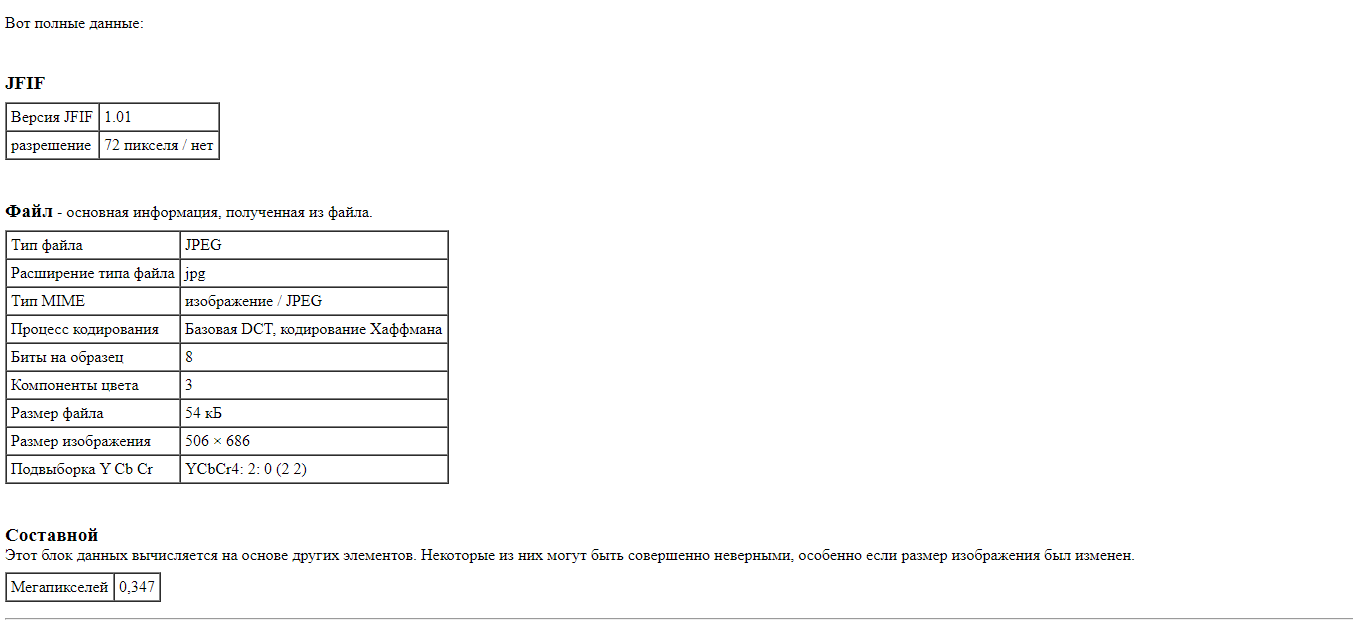 Вот полные данные:
JFIF
Версия JFIF 1.01
разрешение 72 пикселя / нет
Файл - основная информация, полученная из файла.
Тип файла JPEG
Расширение типа файла jpg
Тип MIME изображение / JPEG
Процесс кодирования Базовая DCT, кодирование Хаффмана
Биты на образец 8
Компоненты цвета 3
Размер файла 54 кБ
Размер изображения 506 × 686
Подвыборка Y Cb Cr YCbCr4: 2: 0 (2 2)
Составной
Этот блок данных вычисляется на основе других элементов. Некоторые из них могут быть совершенно неверными, особенно если размер изображения был изменен.
Мегапикселей 0,347